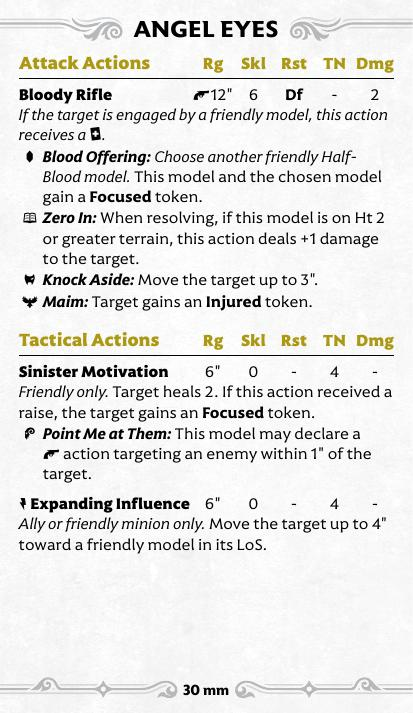 ANGEL EYES
Attack Actions Rg Skl Rst TN Dmg
Bloody Rifle 12" 6 Df - 2
If the target is engaged by a friendly model, this action
receives a .
Blood Offering: Choose another friendly Half-
Blood model. This model and the chosen model
gain a Focused token.
Zero In: When resolving, if this model is on Ht 2
or greater terrain, this action deals +1 damage
to the target.
Knock Aside: Move the target up to 3".
Maim: Target gains an Injured token.
Tactical Actions Rg Skl Rst TN Dmg
Sinister Motivation 6" 0 - 4 -
Friendly only. Target heals 2. If this action received a
raise, the target gains an Focused token.
Point Me at Them: This model may declare a
action targeting an enemy within 1" of the
target.
Expanding Influence 6" 0 - 4 -
Ally or friendly minion only. Move the target up to 4"
toward a friendly model in its LoS.
30 mm